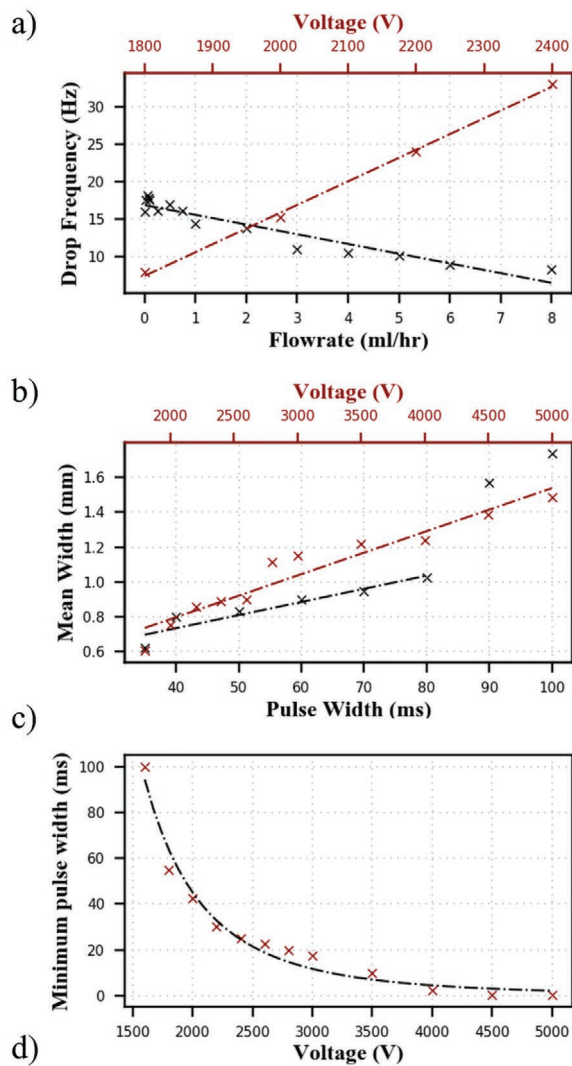 a)
Voltage (V)
1800 1900 2000 2100 2200 2300 2400
Drop Frequency (Hz)
30
25
20
15
10
0 1 2 3 4 5 6 7 8
Flowrate (ml/hr)
b)
Voltage (V)
2000 2500 3000 3500 4000 4500 5000
Mean Width (mm)
1.6
1.4
1.2
1.0
0.8
0.6
40 50 60 70 80 90 100
Pulse Width (ms)
c)
Minimum pulse width (ms)
100
80
60
40
20
0
1500 2000 2500 3000 3500 4000 4500 5000
Voltage (V)
d)